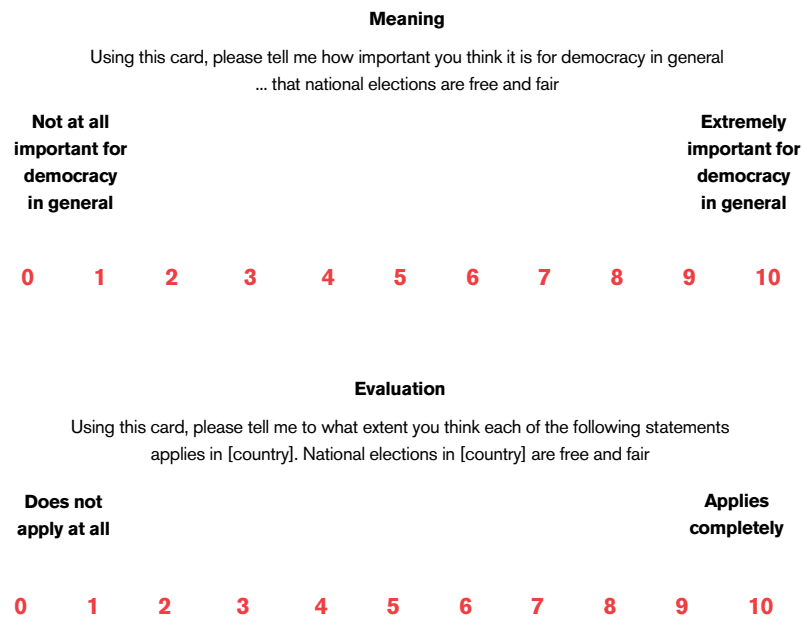 Meaning
Using this card, please tell me how important you think it is for democracy in general
... that national elections are free and fair
Not at all
important for
democracy
in general
Extremely
important for
democracy
in general
0 1 2 3 4 5 6 7 8 9 10
Evaluation
Using this card, please tell me to what extent you think each of the following statements
applies in [country]. National elections in [country] are free and fair
Does not
apply at all
Applies
completely
0 1 2 3 4 5 6 7 8 9 10